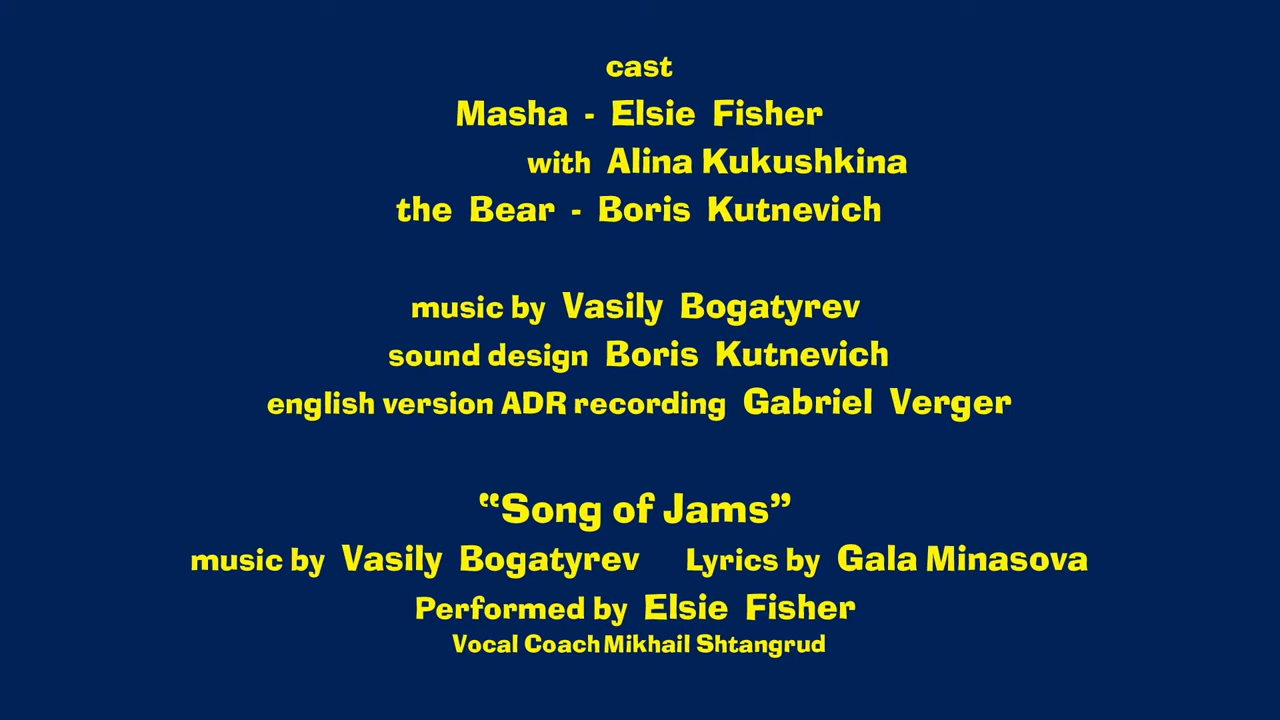 cast
Masha - Elsie Fisher
with Alina Kukushkina
the Bear - Boris Kutnevich
music by Vasily Bogatyrev
sound design Boris Kutnevich
english version ADR recording Gabriel Verger
“Song of Jams”
music by Vasily Bogatyrev Lyrics by Gala Minasova
Performed by Elsie Fisher
Vocal Coach Mikhail Shtangrud